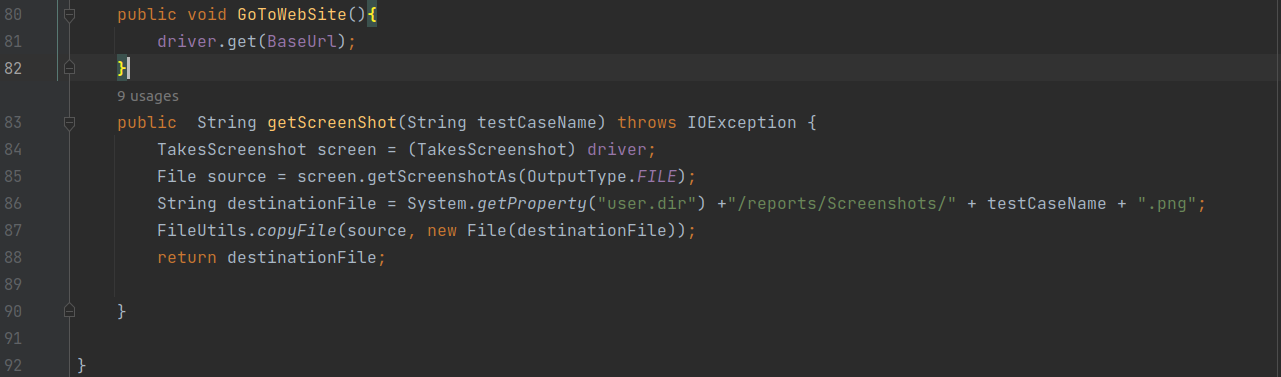 80 public void GoToWebSite(){
81 driver.get(BaseUrl);
82 }
9 usages
83 public  String getScreenShot(String testCaseName) throws IOException {
84 TakesScreenshot screen = (TakesScreenshot) driver;
85 File source = screen.getScreenshotAs(OutputType.FILE);
86 String destinationFile = System.getProperty("user.dir") +"/reports/Screenshots/" + testCaseName + ".png";
87 FileUtils.copyFile(source, new File(destinationFile));
88 return destinationFile;
89
90 }
91
92 }